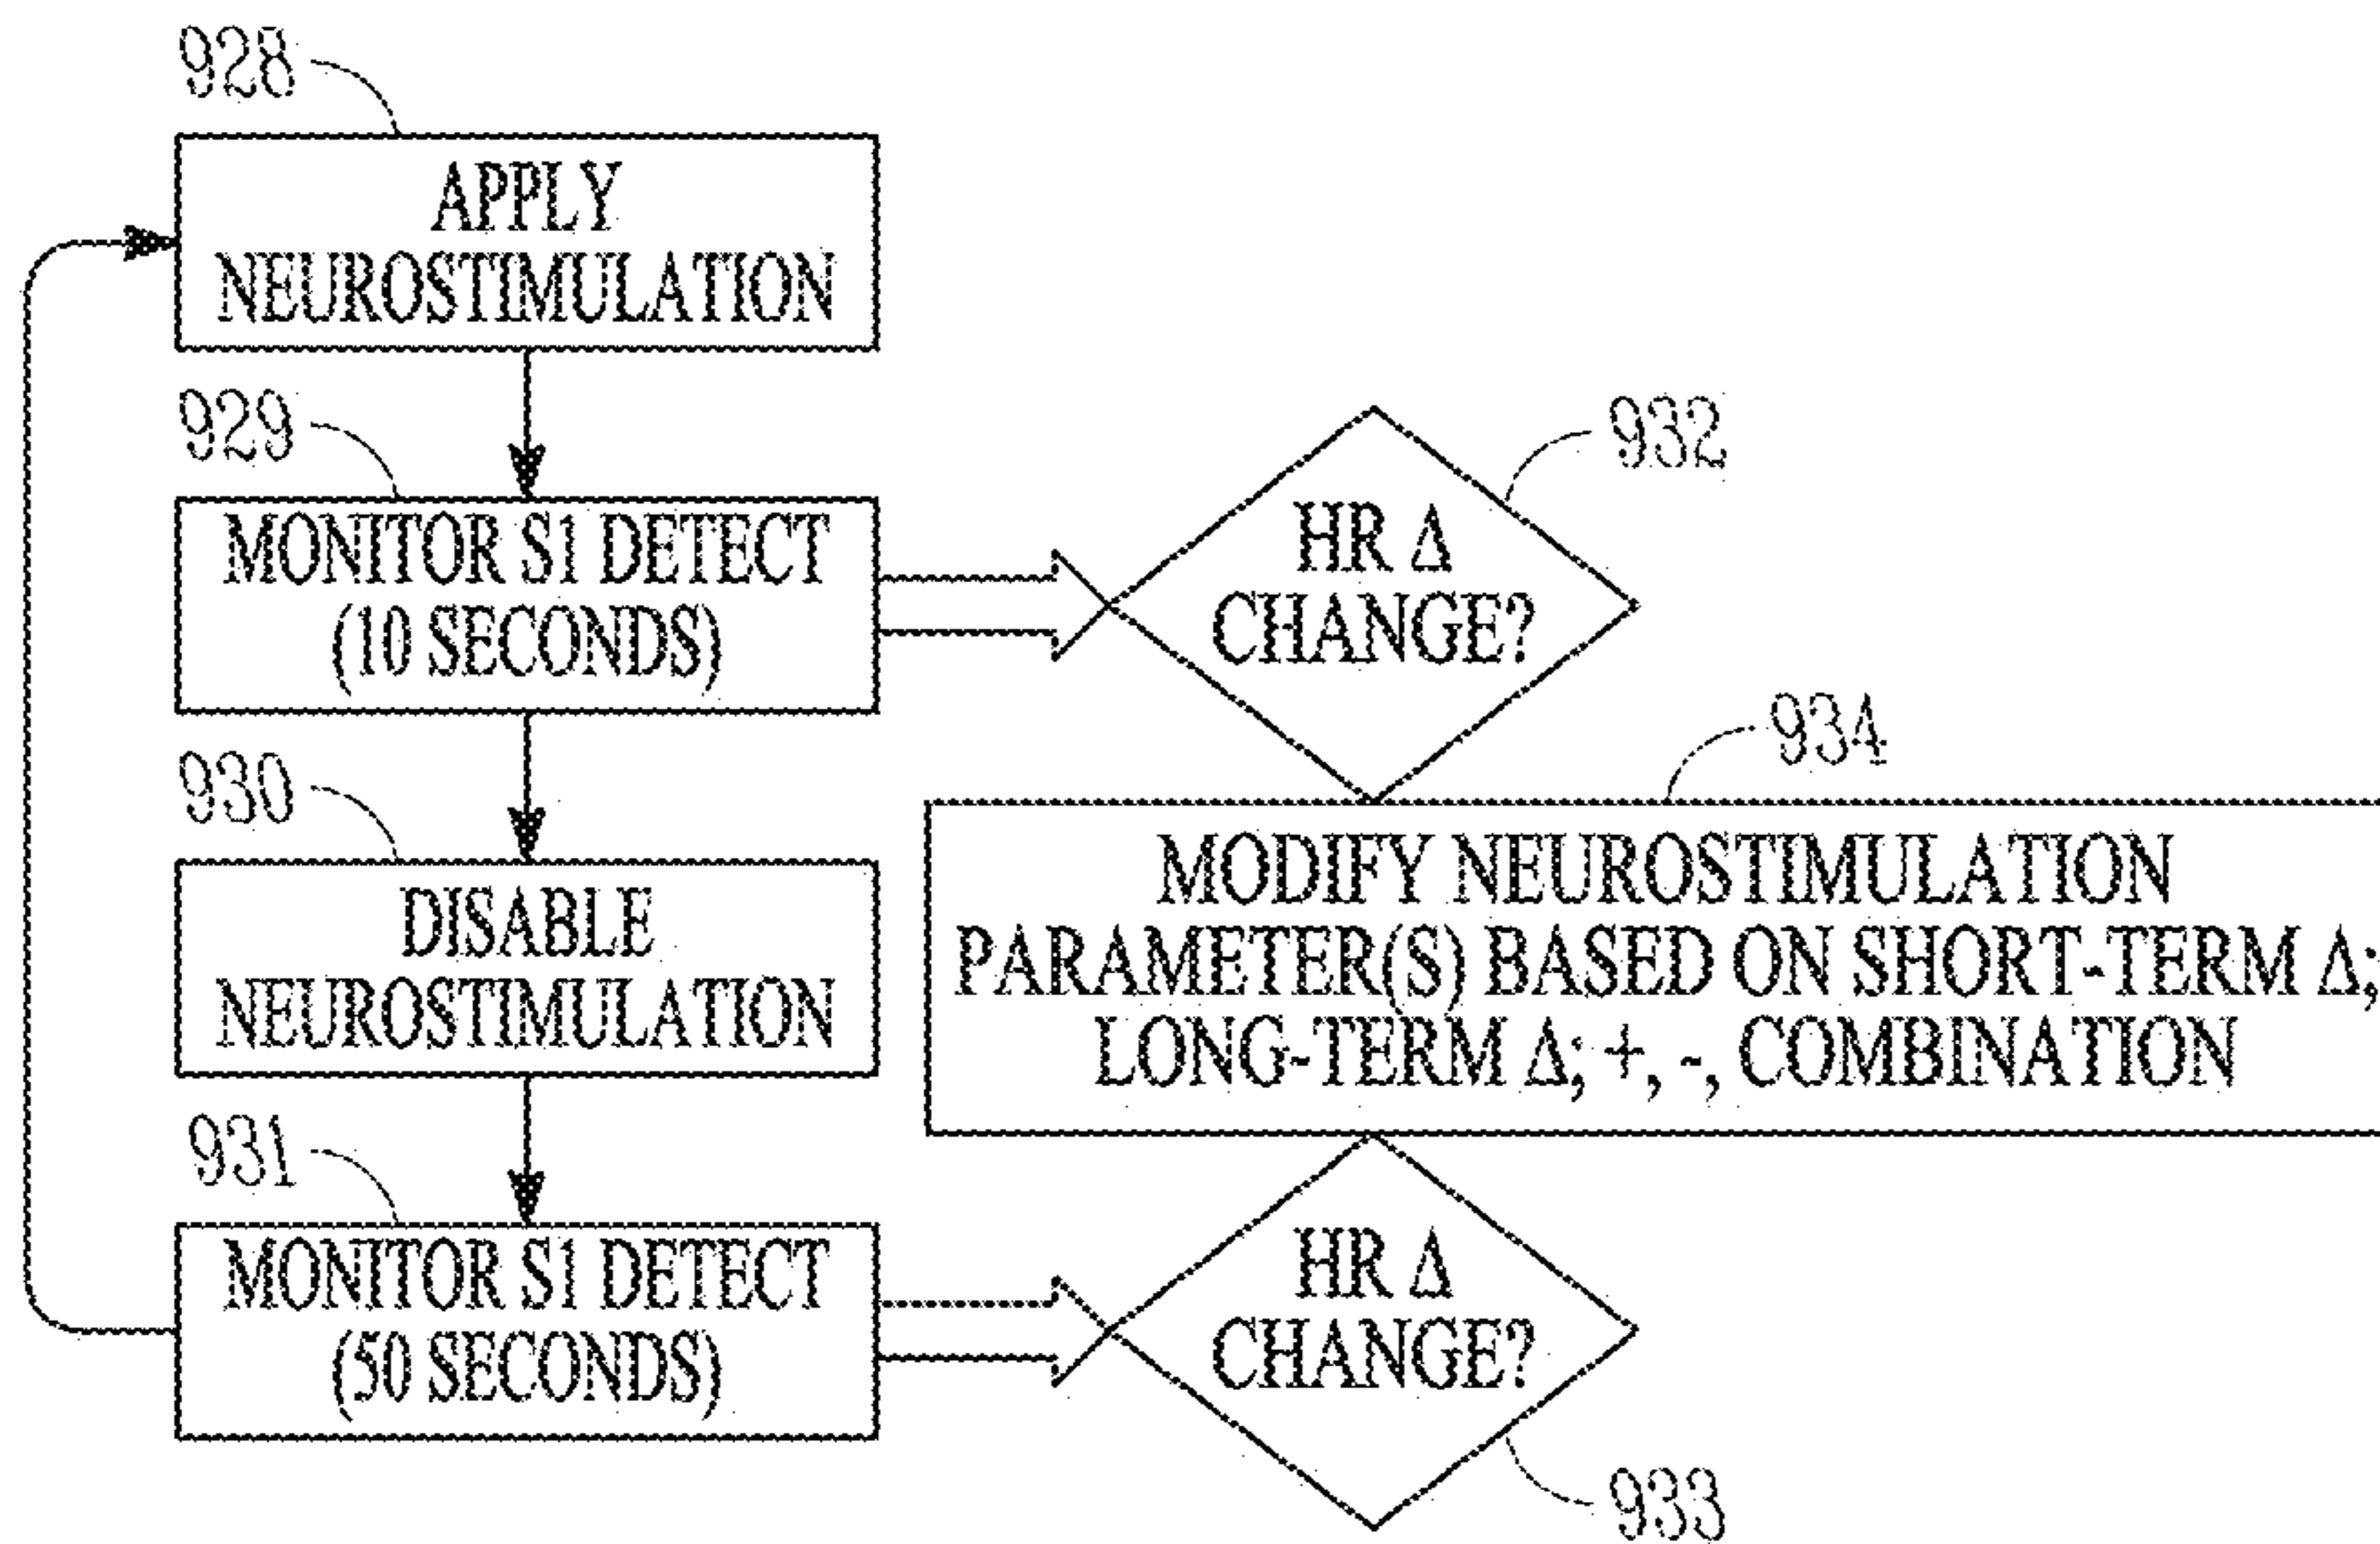 928
APPLY
NEUROSTIMULATION
929
MONITOR S1 DETECT
(10 SECONDS)
932
HR Δ
CHANGE?
930
DISABLE
NEUROSTIMULATION
934
MODIFY NEUROSTIMULATION
PARAMETER(S) BASED ON SHORT-TERM Δ;
LONG-TERM Δ; +, -, COMBINATION
931
MONITOR S1 DETECT
(50 SECONDS)
HR Δ
CHANGE?
933